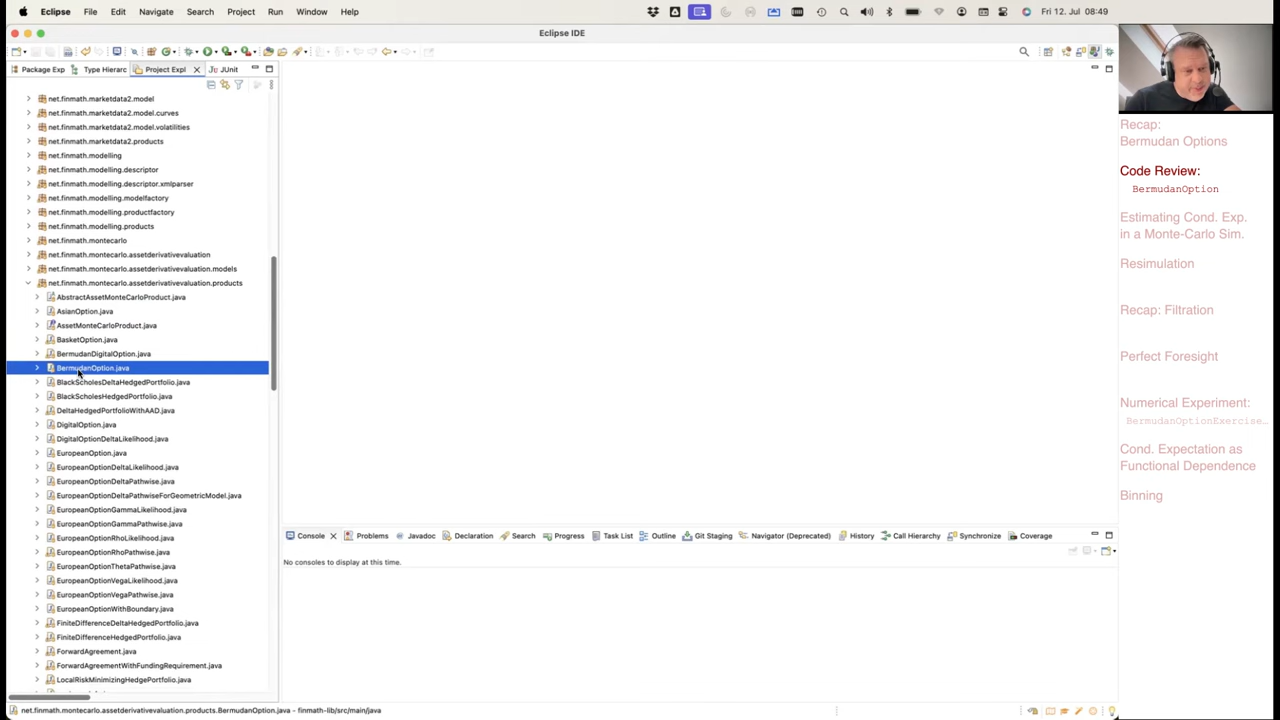 Eclipse File Edit Navigate Search Project Run Window Help Fri 12. Jul 08:49
Eclipse IDE
Package Exp Type Hierarc Project Expl JUnit
net.finmath.marketdata2.model
net.finmath.marketdata2.model.curves
net.finmath.marketdata2.model.volatilities
net.finmath.marketdata2.products
net.finmath.modelling
net.finmath.modelling.descriptor
net.finmath.modelling.descriptor.xmlparser
net.finmath.modelling.modelfactory
net.finmath.modelling.productfactory
net.finmath.modelling.products
net.finmath.montecarlo
net.finmath.montecarlo.assetderivativevaluation
net.finmath.montecarlo.assetderivativevaluation.models
net.finmath.montecarlo.assetderivativevaluation.products
AbstractAssetMonteCarloProduct.java
AsianOption.java
AssetMonteCarloProduct.java
BasketOption.java
BermudanDigitalOption.java
BermudanOption.java
BlackScholesDeltaHedgedPortfolio.java
BlackScholesHedgedPortfolio.java
DeltaHedgedPortfolioWithAAD.java
DigitalOption.java
DigitalOptionDeltaLikelihood.java
EuropeanOption.java
EuropeanOptionDeltaLikelihood.java
EuropeanOptionDeltaPathwise.java
EuropeanOptionDeltaPathwiseForGeometricModel.java
EuropeanOptionGammaLikelihood.java
EuropeanOptionGammaPathwise.java
EuropeanOptionRhoLikelihood.java
EuropeanOptionRhoPathwise.java
EuropeanOptionThetaPathwise.java
EuropeanOptionVegaLikelihood.java
EuropeanOptionVegaPathwise.java
EuropeanOptionWithBoundary.java
FiniteDifferenceDeltaHedgedPortfolio.java
FiniteDifferenceHedgedPortfolio.java
ForwardAgreement.java
ForwardAgreementWithFundingRequirement.java
LocalRiskMinimizingHedgePortfolio.java
Console Problems Javadoc Declaration Search Progress Task List Outline Git Staging Navigator (Deprecated) History Call Hierarchy Synchronize Coverage
No consoles to display at this time.
net.finmath.montecarlo.assetderivativevaluation.products.BermudanOption.java - finmath-lib/src/main/java
Recap:
Bermudan Options
Code Review:
BermudanOption
Estimating Cond. Exp.
in a Monte-Carlo Sim.
Resimulation
Recap: Filtration
Perfect Foresight
Numerical Experiment:
BermudanOptionExercise…
Cond. Expectation as
Functional Dependence
Binning